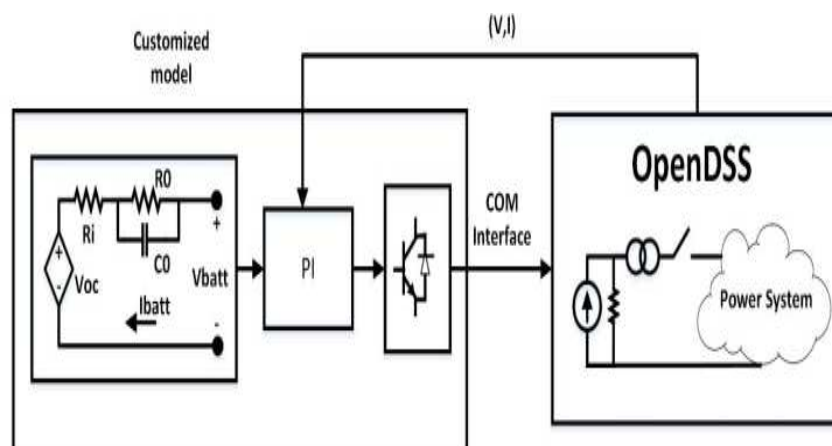 (V,I)
Customized
model
OpenDSS
R0
Ri
C0
+
+
-
Voc
Vbatt
Ibatt
-
PI
COM
Interface
Power System